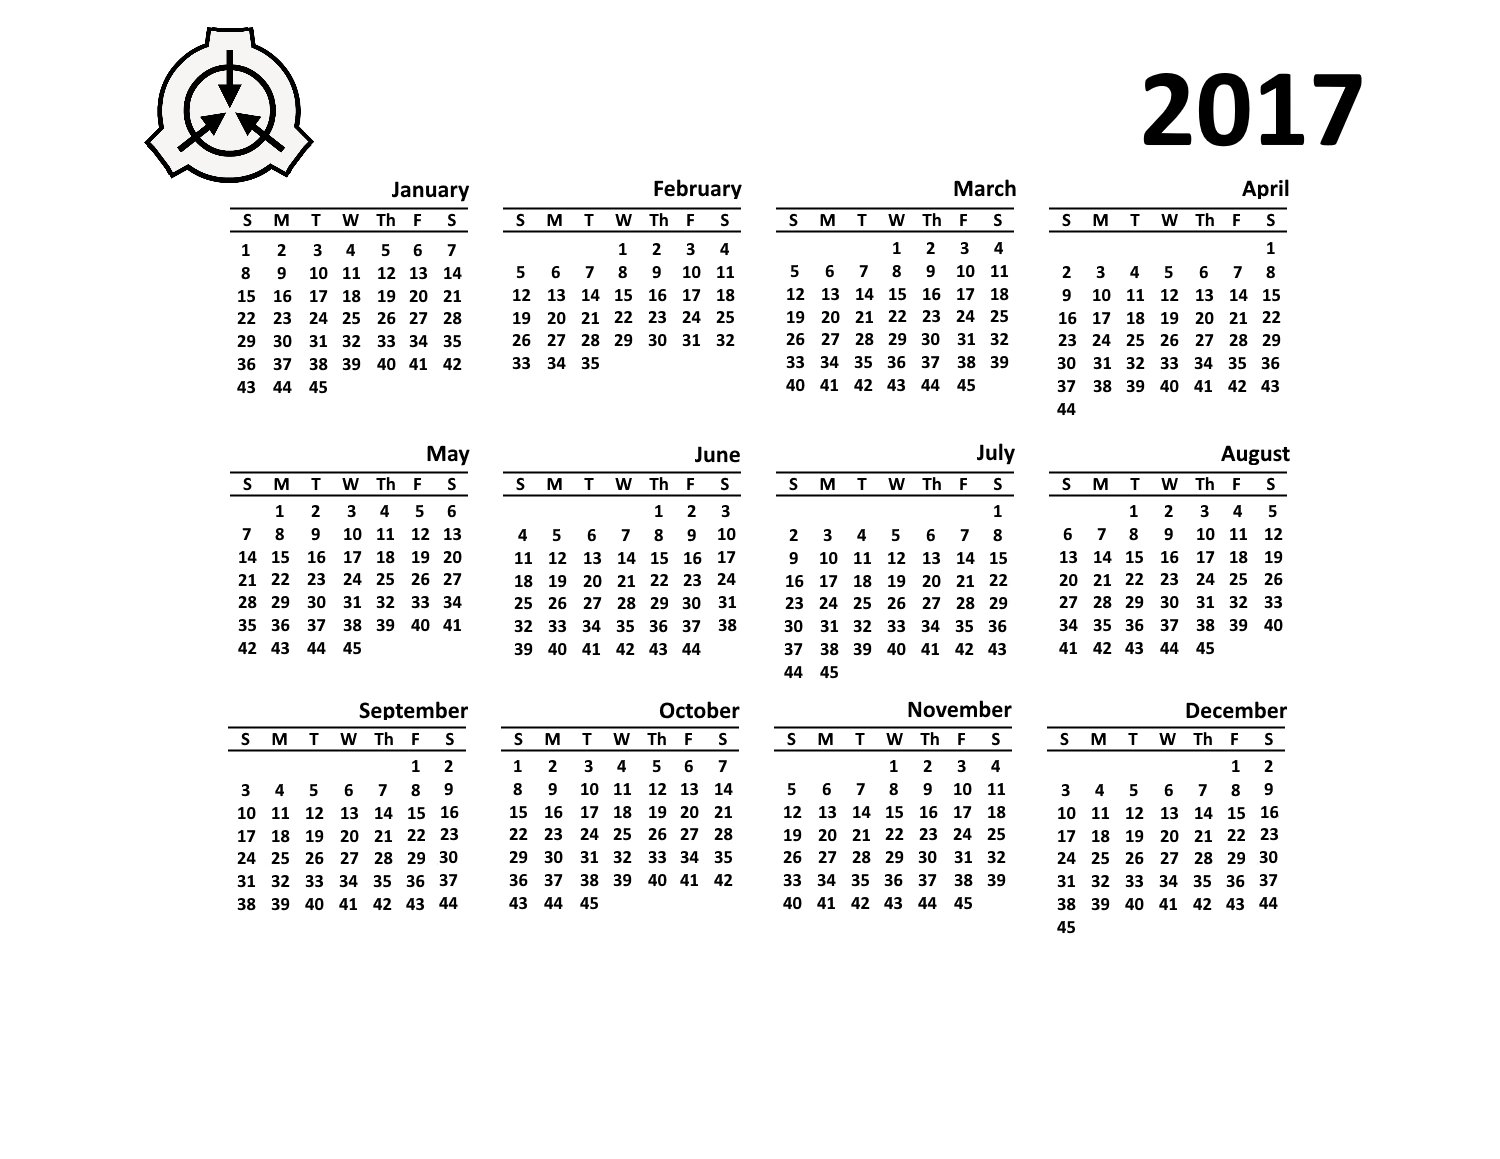 2017
January
S M T W Th F S
1 2 3 4 5 6 7
8 9 10 11 12 13 14
15 16 17 18 19 20 21
22 23 24 25 26 27 28
29 30 31 32 33 34 35
36 37 38 39 40 41 42
43 44 45
February
S M T W Th F S
1 2 3 4
5 6 7 8 9 10 11
12 13 14 15 16 17 18
19 20 21 22 23 24 25
26 27 28 29 30 31 32
33 34 35
March
S M T W Th F S
1 2 3 4
5 6 7 8 9 10 11
12 13 14 15 16 17 18
19 20 21 22 23 24 25
26 27 28 29 30 31 32
33 34 35 36 37 38 39
40 41 42 43 44 45
April
S M T W Th F S
1
2 3 4 5 6 7 8
9 10 11 12 13 14 15
16 17 18 19 20 21 22
23 24 25 26 27 28 29
30 31 32 33 34 35 36
37 38 39 40 41 42 43
44
May
S M T W Th F S
1 2 3 4 5 6
7 8 9 10 11 12 13
14 15 16 17 18 19 20
21 22 23 24 25 26 27
28 29 30 31 32 33 34
35 36 37 38 39 40 41
42 43 44 45
June
S M T W Th F S
1 2 3
4 5 6 7 8 9 10
11 12 13 14 15 16 17
18 19 20 21 22 23 24
25 26 27 28 29 30 31
32 33 34 35 36 37 38
39 40 41 42 43 44
July
S M T W Th F S
1
2 3 4 5 6 7 8
9 10 11 12 13 14 15
16 17 18 19 20 21 22
23 24 25 26 27 28 29
30 31 32 33 34 35 36
37 38 39 40 41 42 43
44 45
August
S M T W Th F S
1 2 3 4 5
6 7 8 9 10 11 12
13 14 15 16 17 18 19
20 21 22 23 24 25 26
27 28 29 30 31 32 33
34 35 36 37 38 39 40
41 42 43 44 45
September
S M T W Th F S
1 2
3 4 5 6 7 8 9
10 11 12 13 14 15 16
17 18 19 20 21 22 23
24 25 26 27 28 29 30
31 32 33 34 35 36 37
38 39 40 41 42 43 44
October
S M T W Th F S
1 2 3 4 5 6 7
8 9 10 11 12 13 14
15 16 17 18 19 20 21
22 23 24 25 26 27 28
29 30 31 32 33 34 35
36 37 38 39 40 41 42
43 44 45
November
S M T W Th F S
1 2 3 4
5 6 7 8 9 10 11
12 13 14 15 16 17 18
19 20 21 22 23 24 25
26 27 28 29 30 31 32
33 34 35 36 37 38 39
40 41 42 43 44 45
December
S M T W Th F S
1 2
3 4 5 6 7 8 9
10 11 12 13 14 15 16
17 18 19 20 21 22 23
24 25 26 27 28 29 30
31 32 33 34 35 36 37
38 39 40 41 42 43 44
45